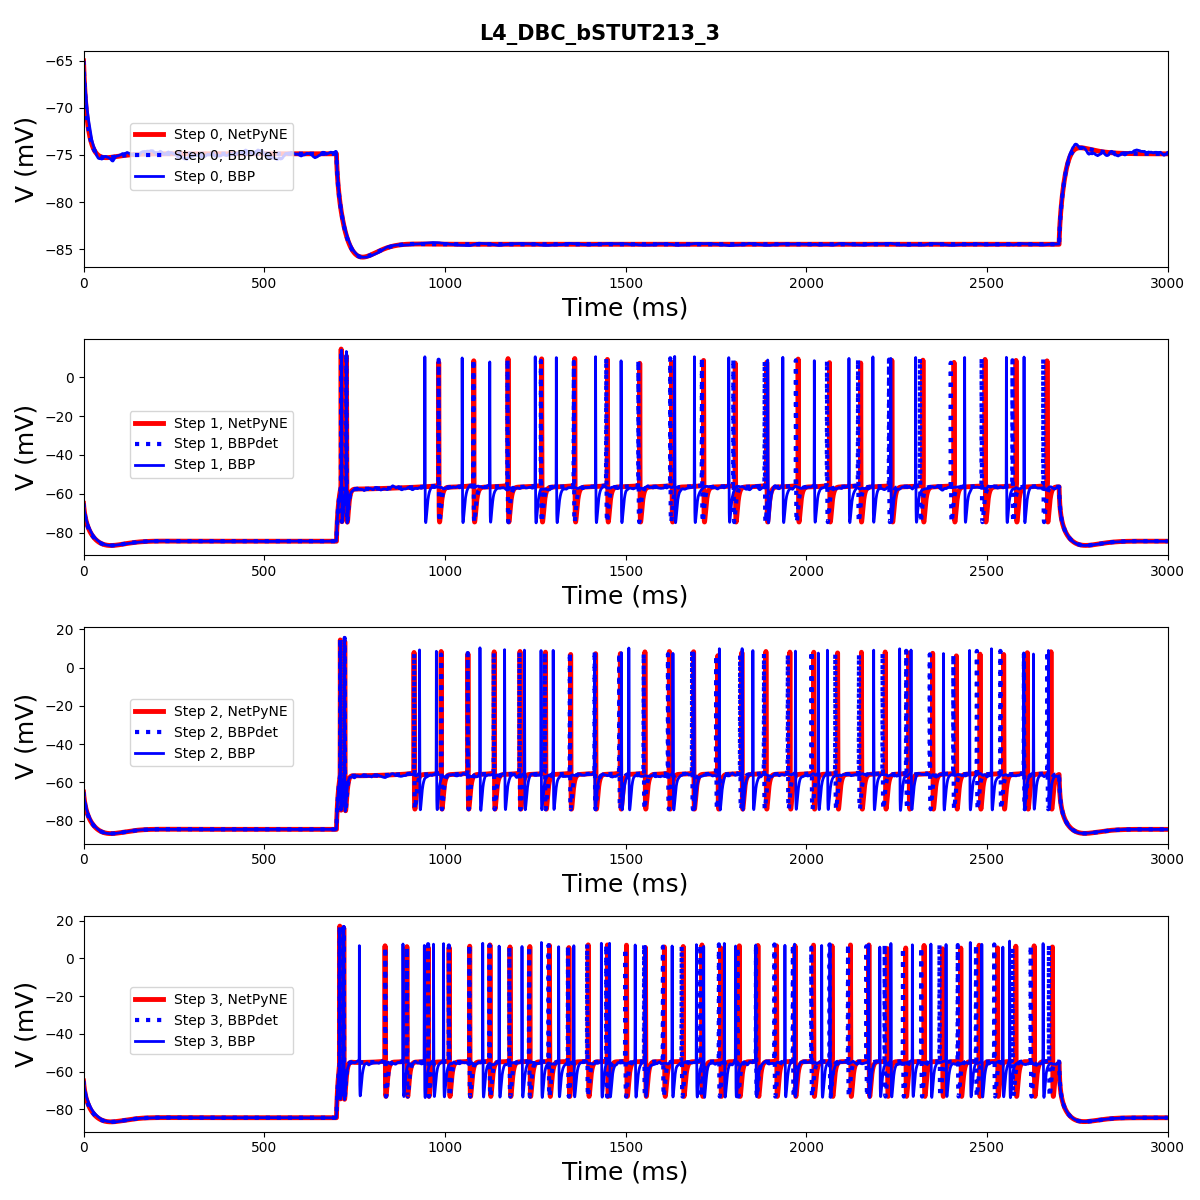 L4_DBC_bSTUT213_3
−65
−70
−75
−80
−85
V (mV)
Step 0, NetPyNE
Step 0, BBPdet
Step 0, BBP
0 500 1000 1500 2000 2500 3000
Time (ms)
0
−20
−40
−60
−80
V (mV)
Step 1, NetPyNE
Step 1, BBPdet
Step 1, BBP
0 500 1000 1500 2000 2500 3000
Time (ms)
20
0
−20
−40
−60
−80
V (mV)
Step 2, NetPyNE
Step 2, BBPdet
Step 2, BBP
0 500 1000 1500 2000 2500 3000
Time (ms)
20
0
−20
−40
−60
−80
V (mV)
Step 3, NetPyNE
Step 3, BBPdet
Step 3, BBP
0 500 1000 1500 2000 2500 3000
Time (ms)